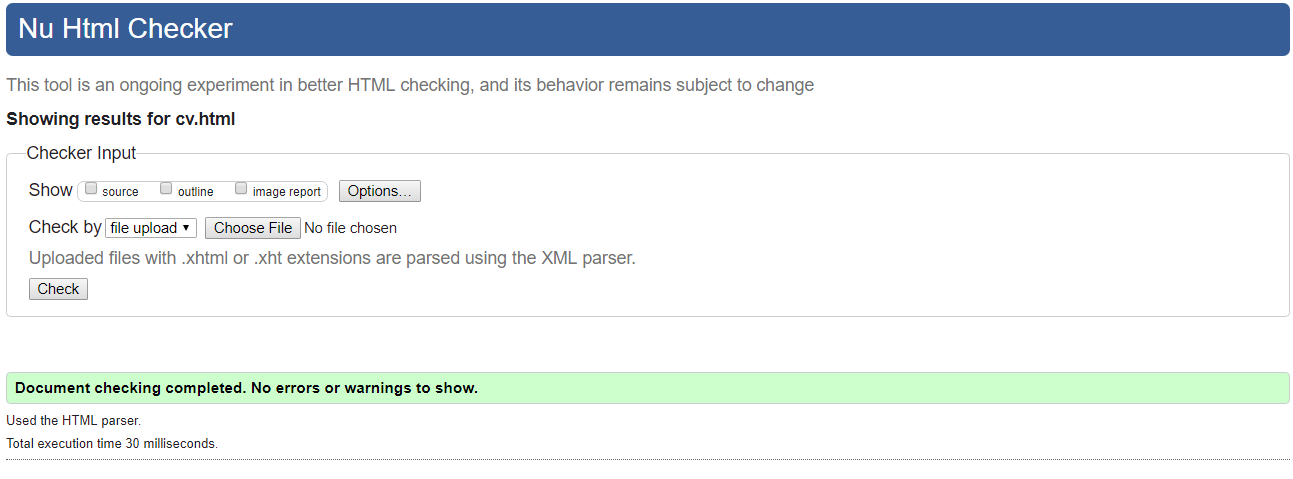 Nu Html Checker
This tool is an ongoing experiment in better HTML checking, and its behavior remains subject to change
Showing results for cv.html
Checker Input
Show source outline image report Options...
Check by file upload Choose File No file chosen
Uploaded files with .xhtml or .xht extensions are parsed using the XML parser.
Check
Document checking completed. No errors or warnings to show.
Used the HTML parser.
Total execution time 30 milliseconds.